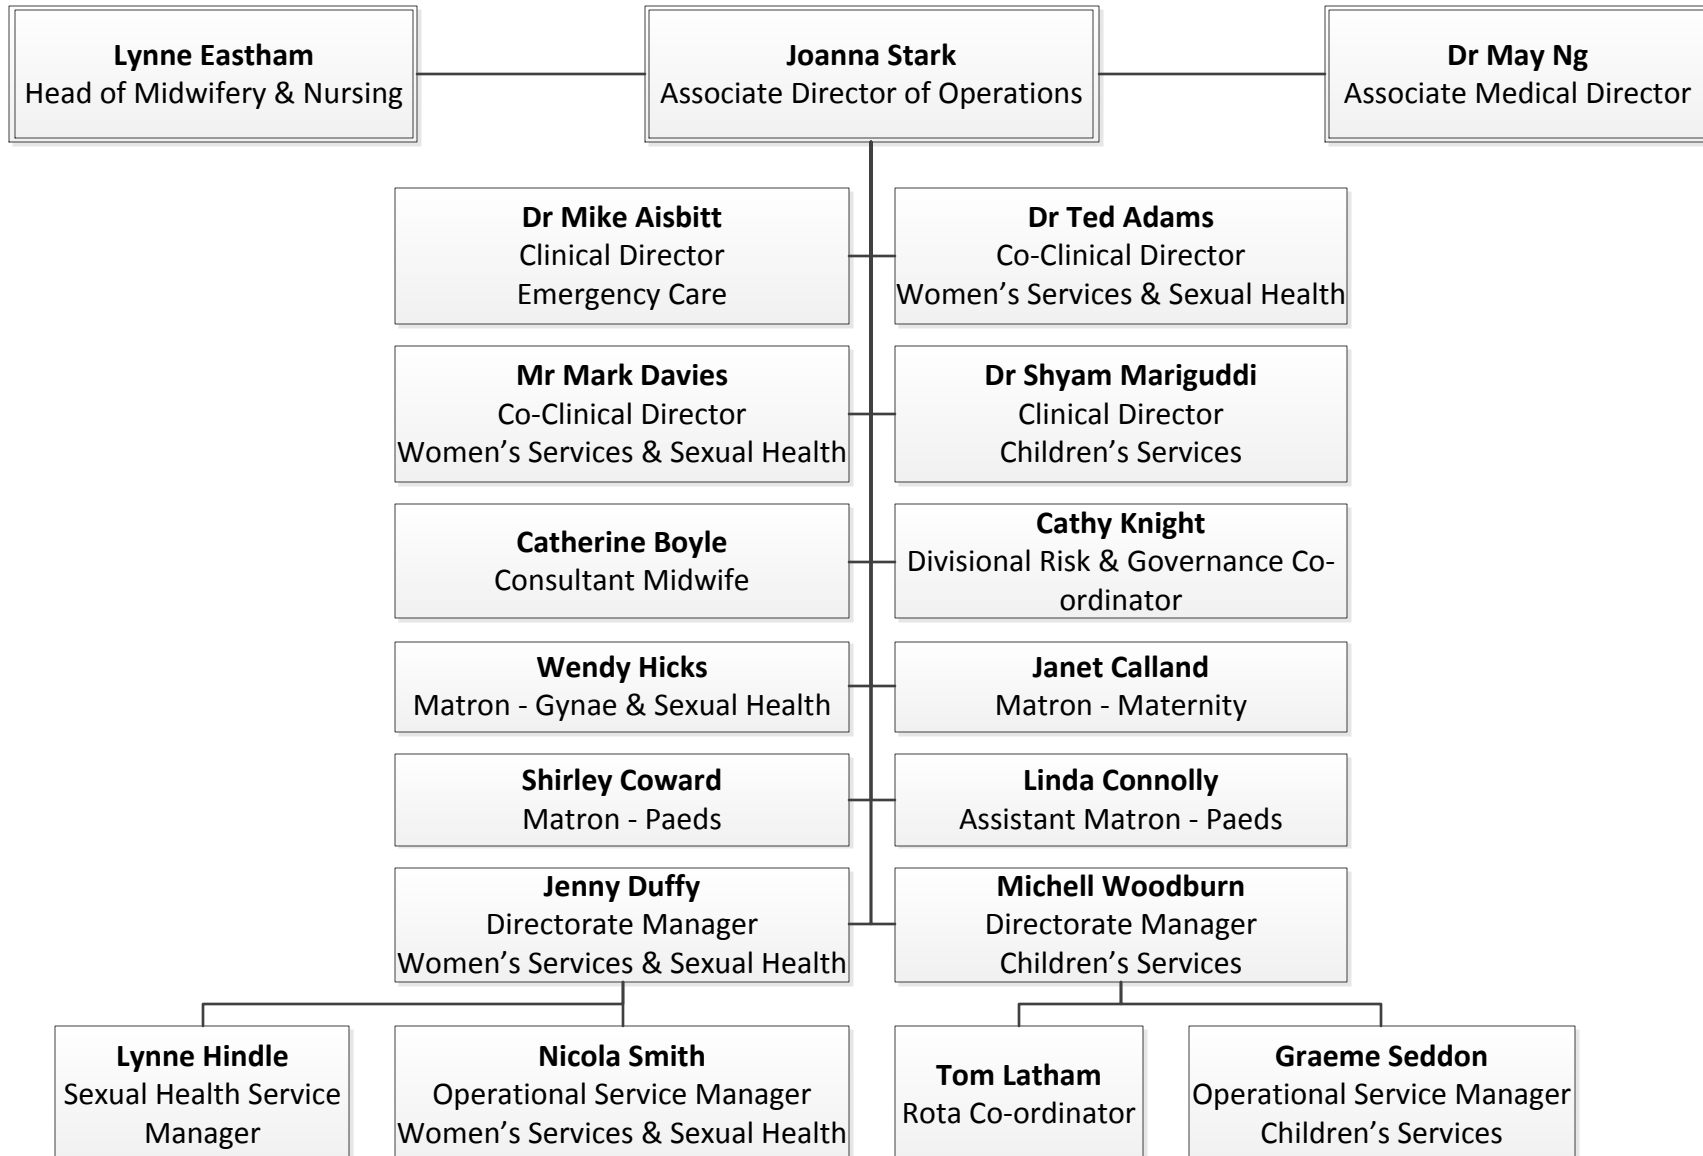 Lynne Eastham
Head of Midwifery & Nursing
Joanna Stark
Associate Director of Operations
Dr May Ng
Associate Medical Director
Dr Mike Aisbitt
Clinical Director
Emergency Care
Dr Ted Adams
Co-Clinical Director
Women’s Services & Sexual Health
Mr Mark Davies
Co-Clinical Director
Women’s Services & Sexual Health
Dr Shyam Mariguddi
Clinical Director
Children’s Services
Catherine Boyle
Consultant Midwife
Cathy Knight
Divisional Risk & Governance Co-
ordinator
Wendy Hicks
Matron - Gynae & Sexual Health
Janet Calland
Matron - Maternity
Shirley Coward
Matron - Paeds
Linda Connolly
Assistant Matron - Paeds
Jenny Duffy
Directorate Manager
Women’s Services & Sexual Health
Michell Woodburn
Directorate Manager
Children’s Services
Lynne Hindle
Sexual Health Service
Manager
Nicola Smith
Operational Service Manager
Women’s Services & Sexual Health
Tom Latham
Rota Co-ordinator
Graeme Seddon
Operational Service Manager
Children’s Services